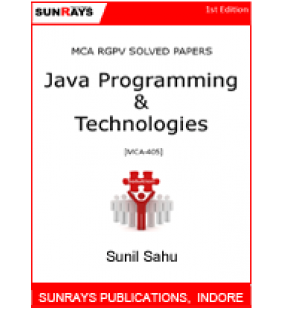 SUNRAYS
1st Edition
MCA RGPV SOLVED PAPERS
Java Programming
&
Technologies
[MCA-405]
Sunil Sahu
SUNRAYS PUBLICATIONS, INDORE